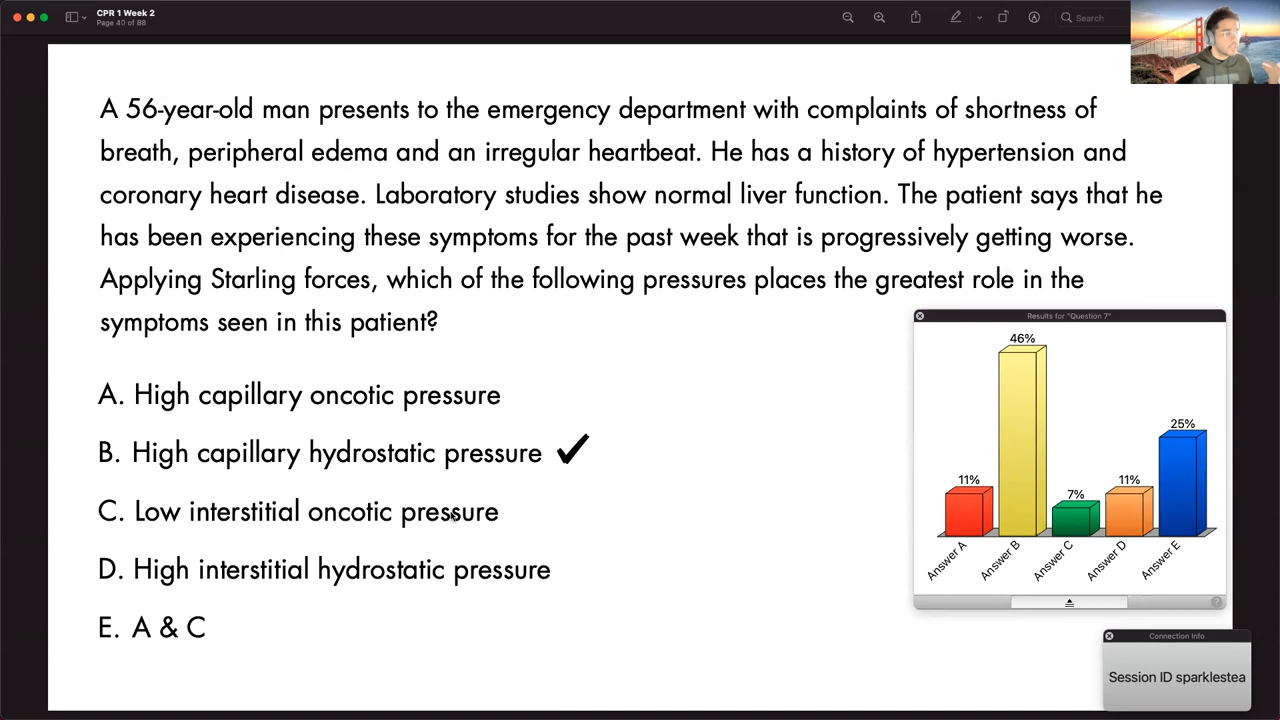 CPR 1 Week 2
Page 40 of 88
Search
A 56-year-old man presents to the emergency department with complaints of shortness of
breath, peripheral edema and an irregular heartbeat. He has a history of hypertension and
coronary heart disease. Laboratory studies show normal liver function. The patient says that he
has been experiencing these symptoms for the past week that is progressively getting worse.
Applying Starling forces, which of the following pressures places the greatest role in the
symptoms seen in this patient?
A. High capillary oncotic pressure
B. High capillary hydrostatic pressure
C. Low interstitial oncotic pressure
D. High interstitial hydrostatic pressure
E. A & C
Results for "Question 7"
46%
25%
11%
7%
11%
Answer A
Answer B
Answer C
Answer D
Answer E
?
Connection Info
Session ID sparklestea